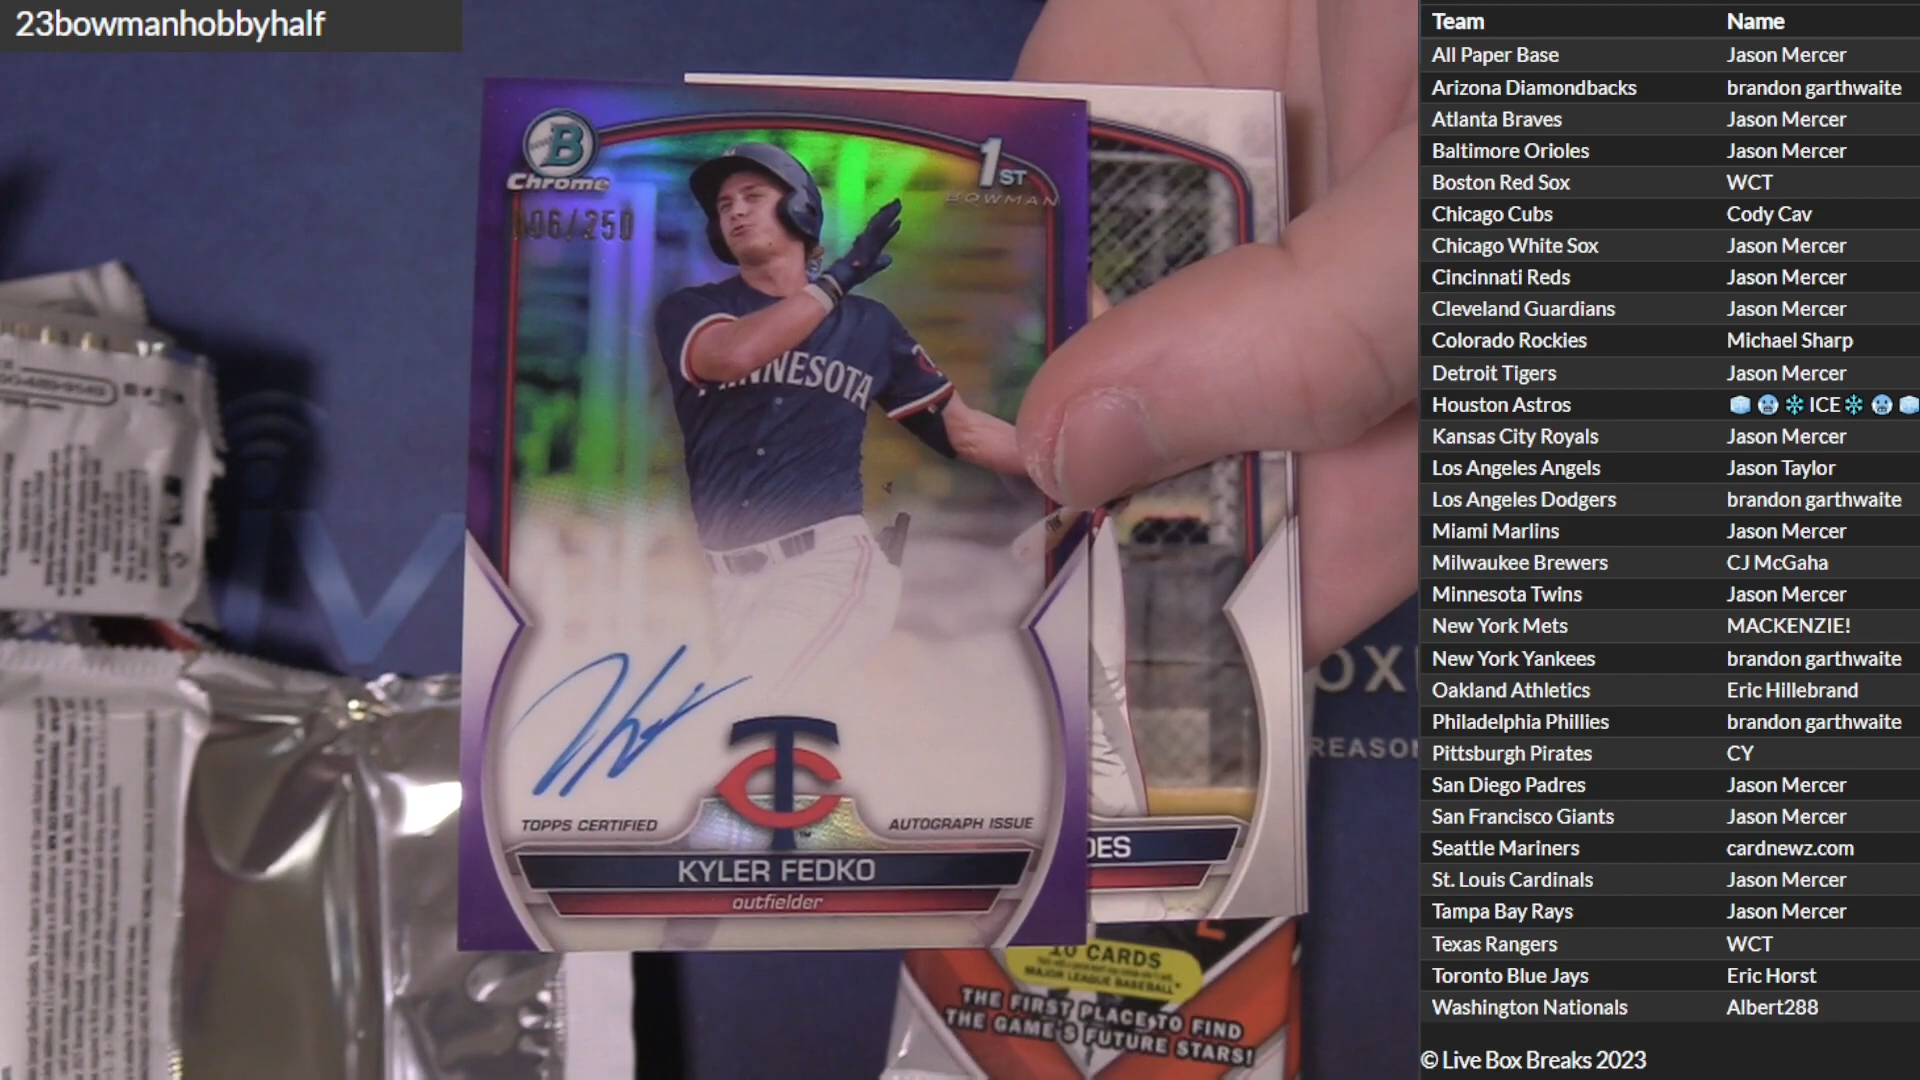 23bowmanhobbyhalf
B
Chrome
1ST
BOWMAN
/250
MINNESOTA
TC
TOPPS CERTIFIED
AUTOGRAPH ISSUE
KYLER FEDKO
outfielder
DES
10 CARDS
MAJOR LEAGUE BASEBALL
THE FIRST PLACE TO FIND
THE GAME'S FUTURE STARS!
OX
REASON
Team Name
All Paper Base Jason Mercer
Arizona Diamondbacks brandon garthwaite
Atlanta Braves Jason Mercer
Baltimore Orioles Jason Mercer
Boston Red Sox WCT
Chicago Cubs Cody Cav
Chicago White Sox Jason Mercer
Cincinnati Reds Jason Mercer
Cleveland Guardians Jason Mercer
Colorado Rockies Michael Sharp
Detroit Tigers Jason Mercer
Houston Astros 🧊🥶❄️ICE❄️🥶🧊
Kansas City Royals Jason Mercer
Los Angeles Angels Jason Taylor
Los Angeles Dodgers brandon garthwaite
Miami Marlins Jason Mercer
Milwaukee Brewers CJ McGaha
Minnesota Twins Jason Mercer
New York Mets MACKENZIE!
New York Yankees brandon garthwaite
Oakland Athletics Eric Hillebrand
Philadelphia Phillies brandon garthwaite
Pittsburgh Pirates CY
San Diego Padres Jason Mercer
San Francisco Giants Jason Mercer
Seattle Mariners cardnewz.com
St. Louis Cardinals Jason Mercer
Tampa Bay Rays Jason Mercer
Texas Rangers WCT
Toronto Blue Jays Eric Horst
Washington Nationals Albert288
© Live Box Breaks 2023